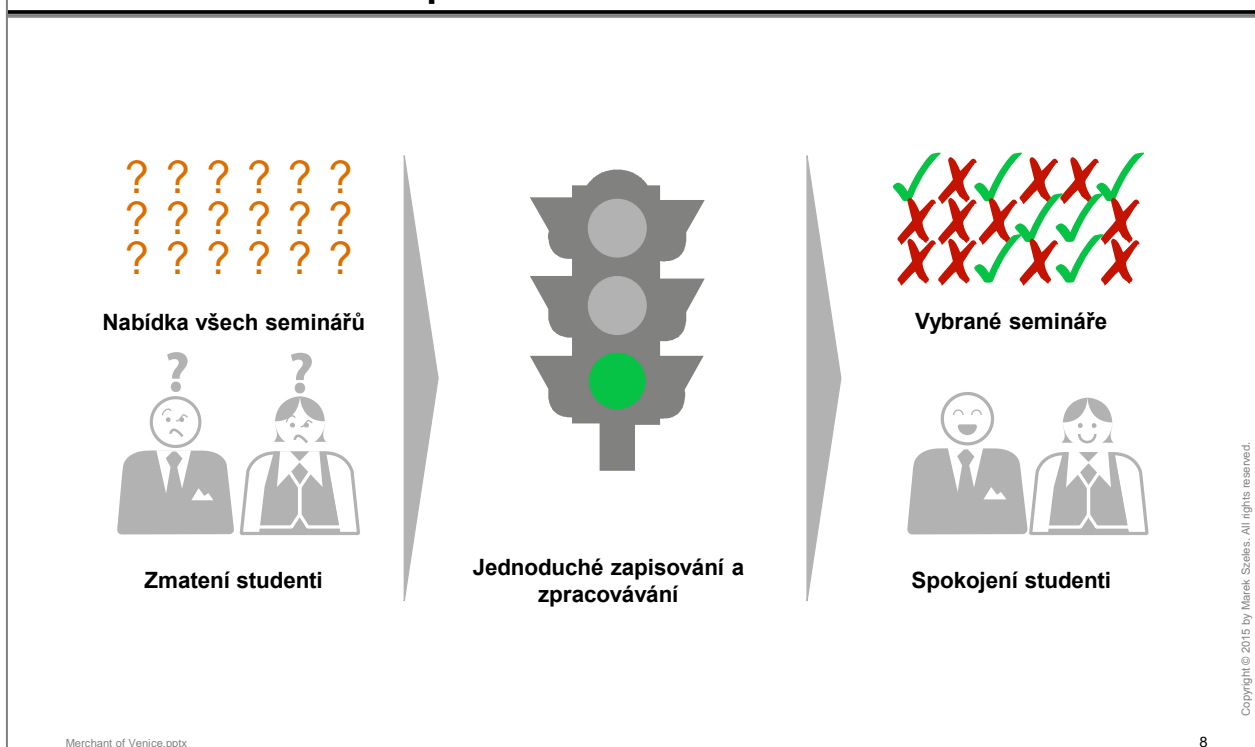 ? ? ? ? ? ?
? ? ? ? ? ?
? ? ? ? ? ?
Nabídka všech seminářů
? ?
Zmatení studenti
Jednoduché zapisování a
zpracovávání
Vybrané semináře
Spokojení studenti
Copyright © 2015 by Marek Szeles. All rights reserved.
Merchant of Venice.pptx
8